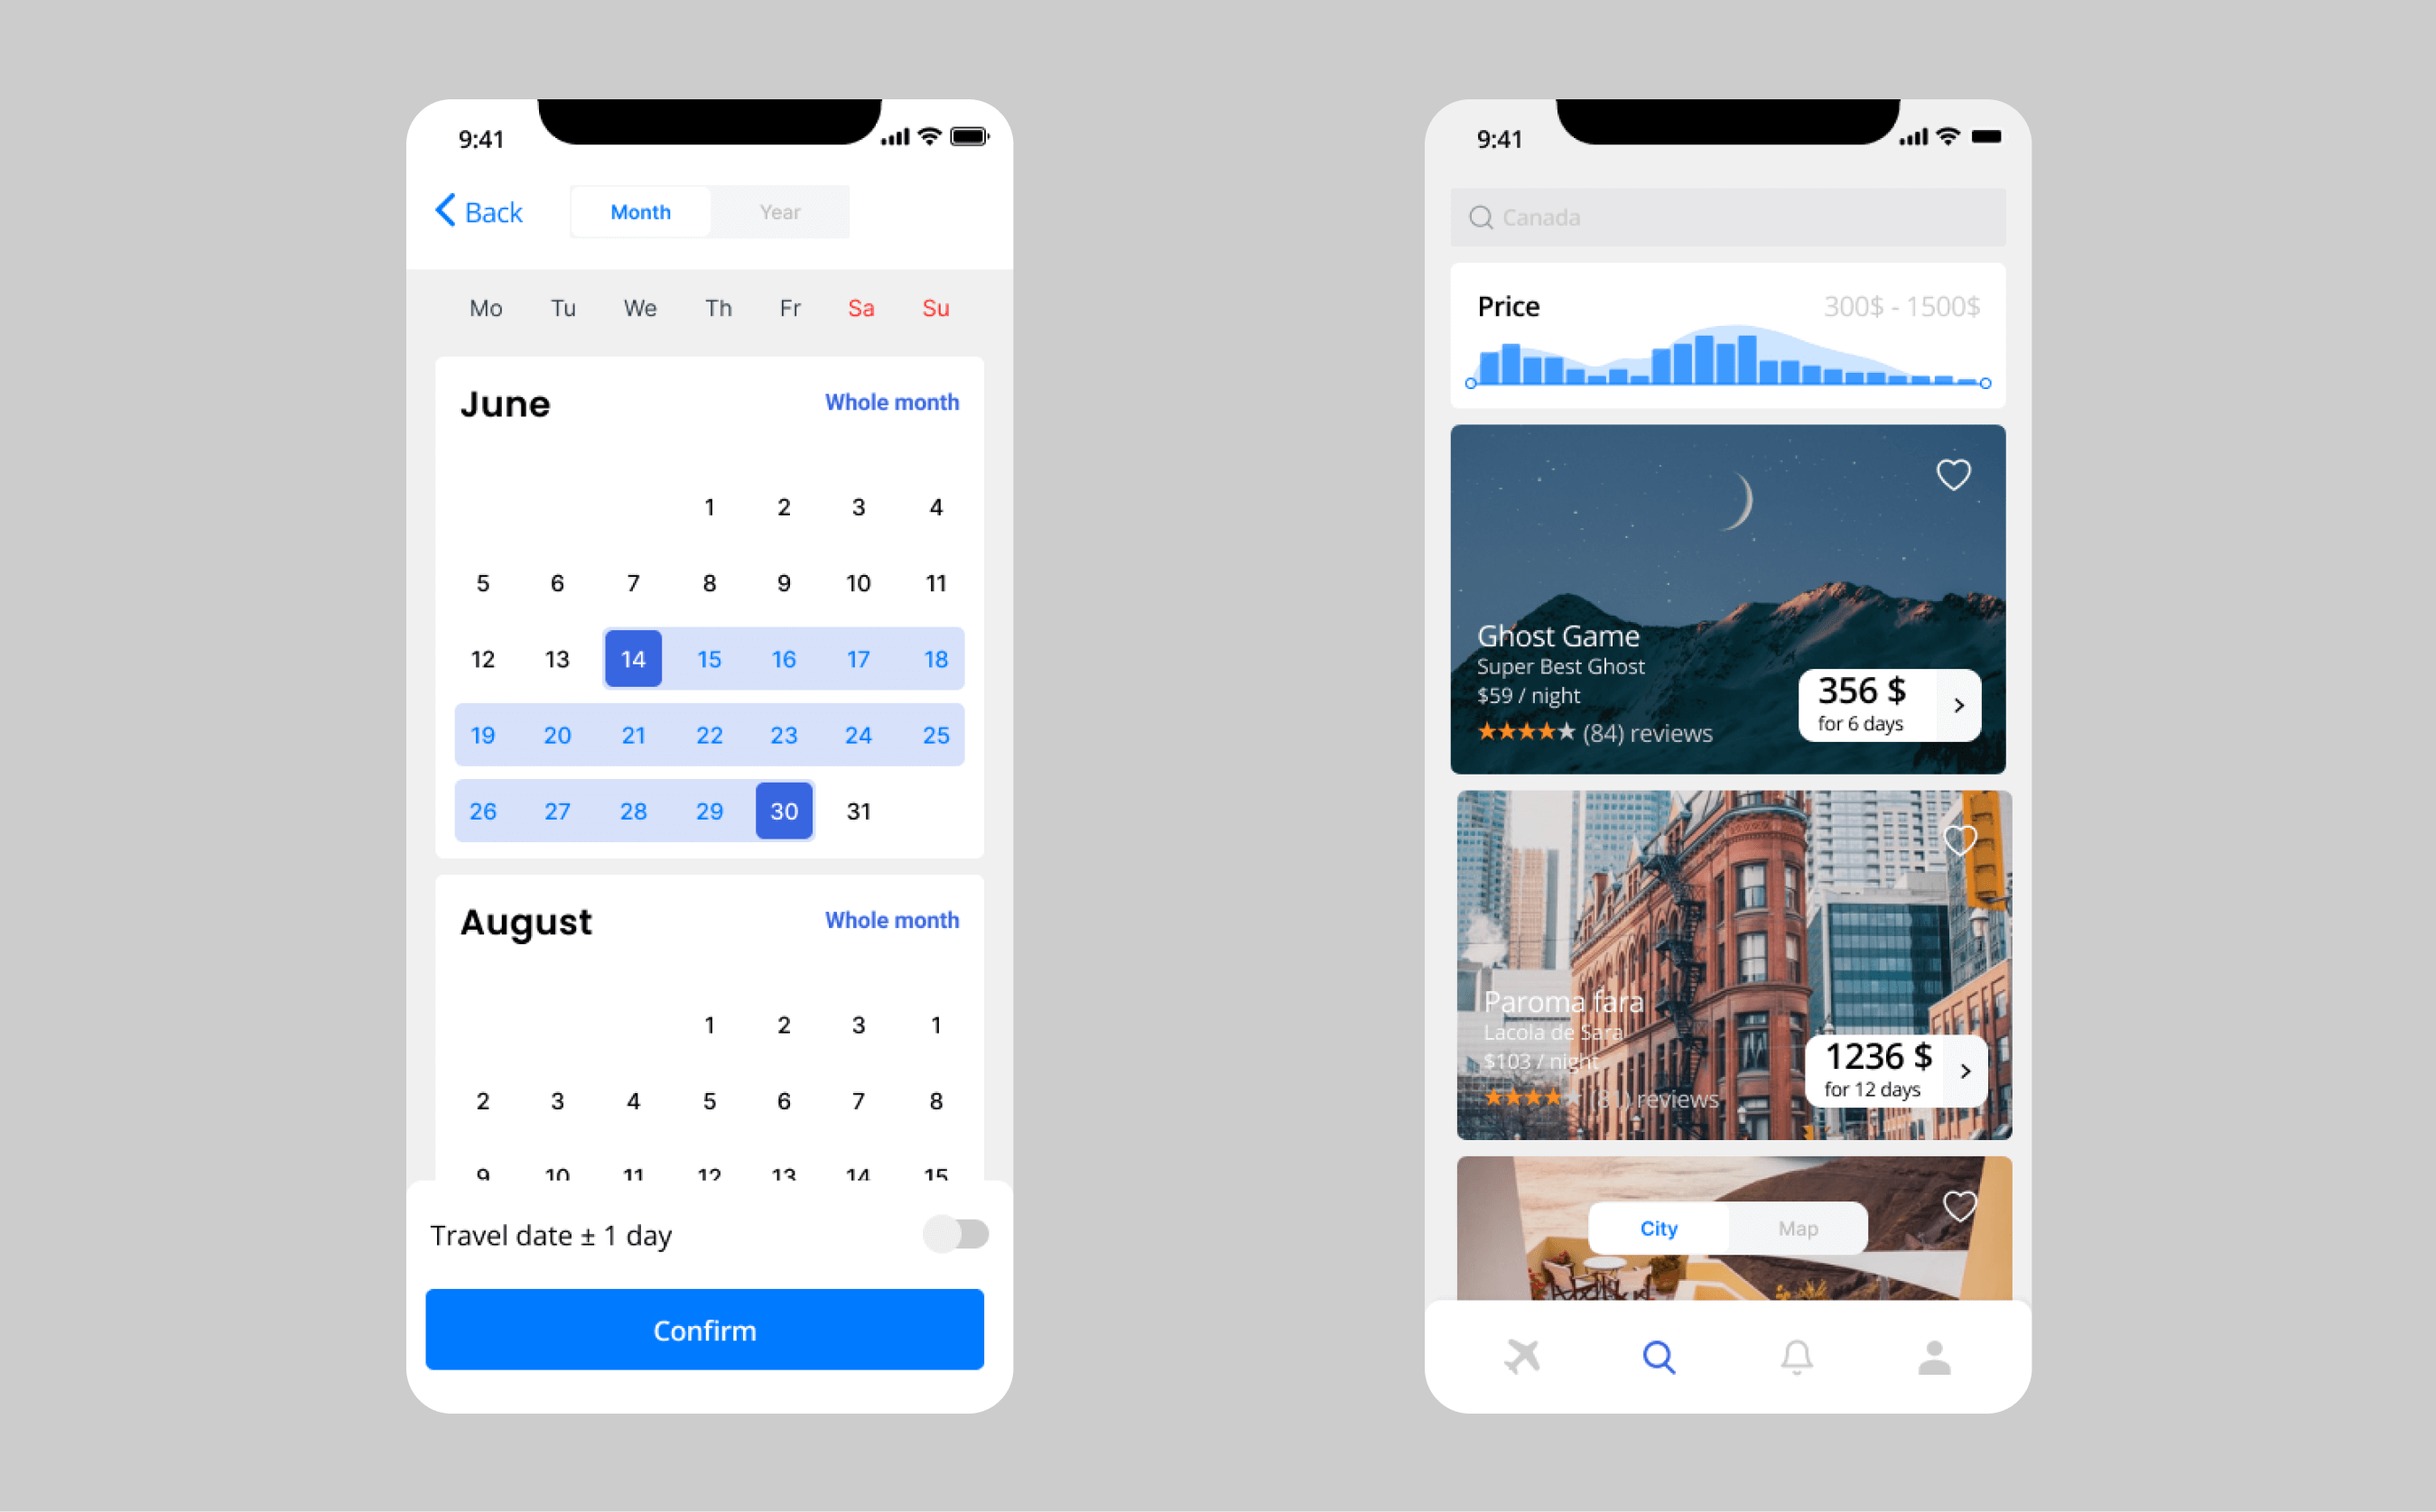 9:41
Back
Month Year
Mo Tu We Th Fr Sa Su
June Whole month
1 2 3 4
5 6 7 8 9 10 11
12 13 14 15 16 17 18
19 20 21 22 23 24 25
26 27 28 29 30 31
August Whole month
1 2 3 1
2 3 4 5 6 7 8
9 10 11 12 13 14 15
Travel date ± 1 day
Confirm
9:41
Canada
Price 300$ - 1500$
Ghost Game
Super Best Ghost
$59 / night
(84) reviews
356 $
for 6 days
Paroma fara
Lacola de Sara
$103 / night
(81) reviews
1236 $
for 12 days
City Map